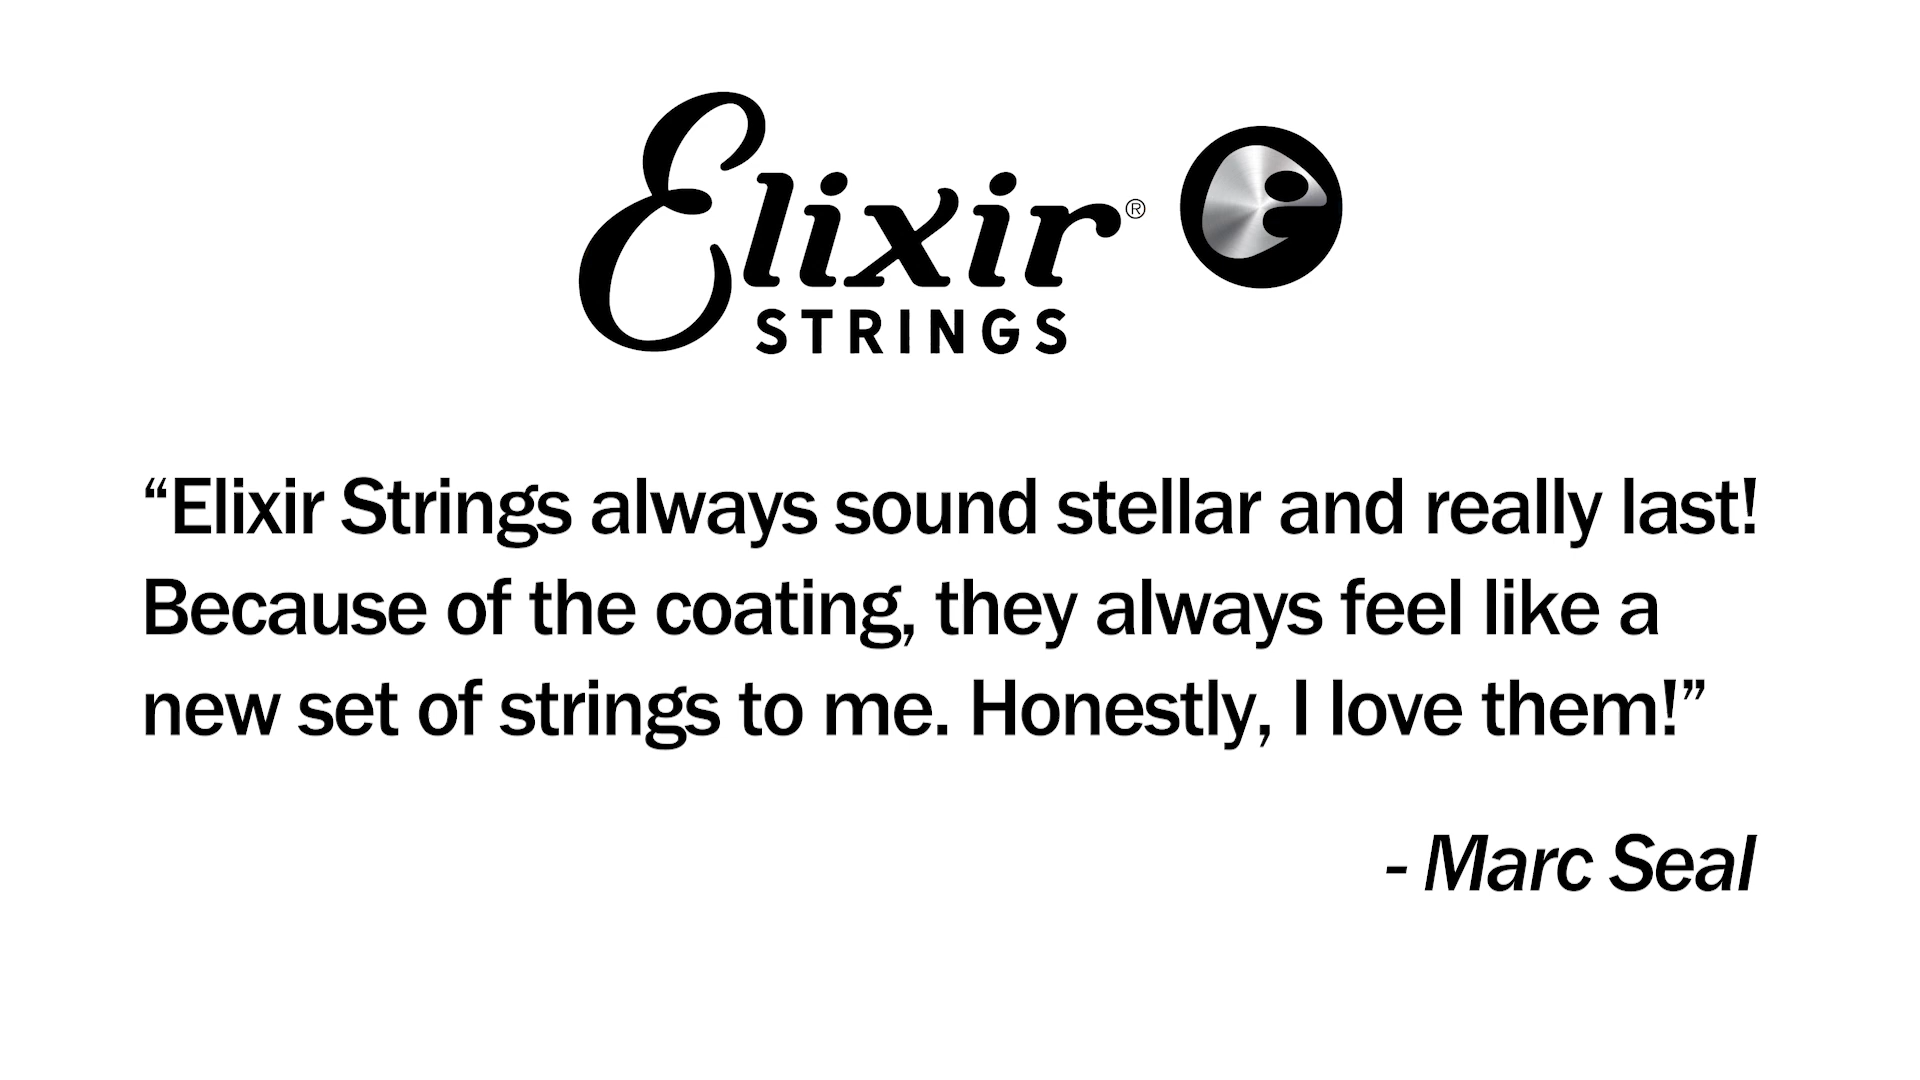 Elixir®
STRINGS
“Elixir Strings always sound stellar and really last!
Because of the coating, they always feel like a
new set of strings to me. Honestly, I love them!”
- Marc Seal